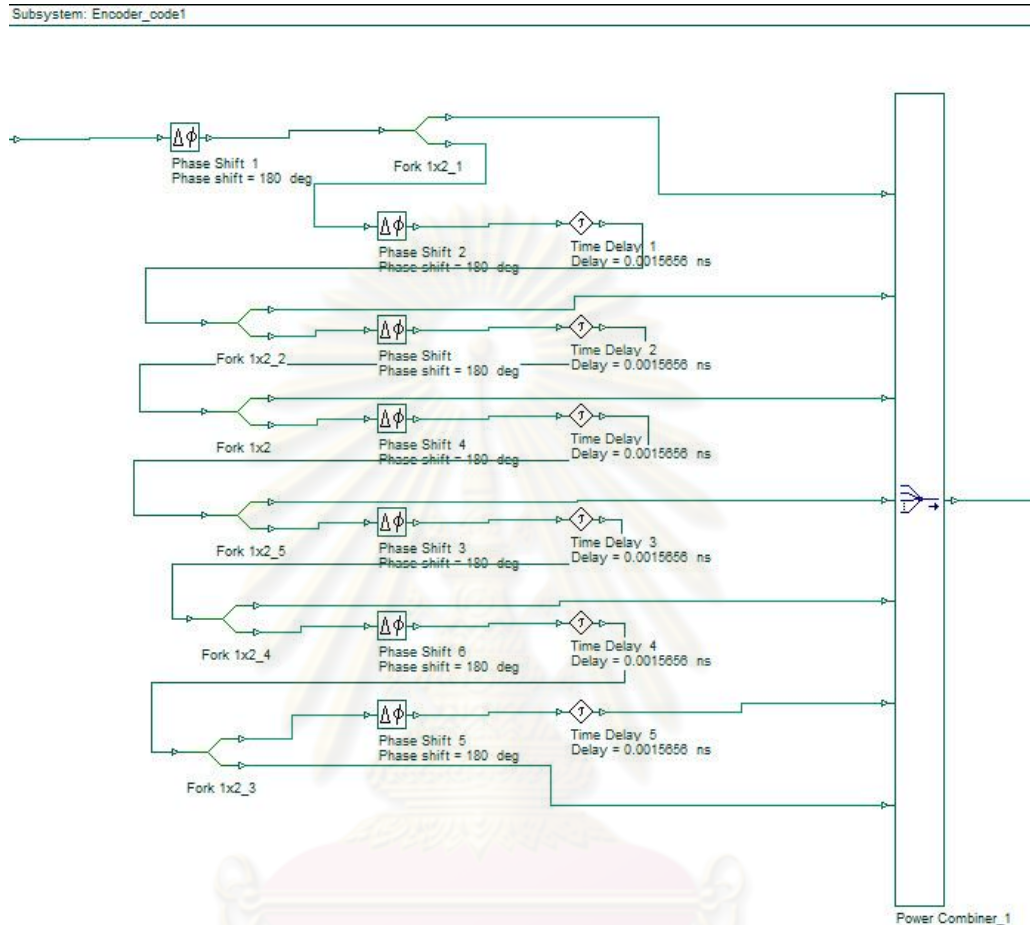 Subsystem: Encoder_code1
Phase Shift 1
Phase shift = 180 deg
Fork 1x2_1
Phase Shift 2
Phase shift = 180 deg
Time Delay 1
Delay = 0.0015656 ns
Fork 1x2_2
Phase Shift
Phase shift = 180 deg
Time Delay 2
Delay = 0.0015656 ns
Fork 1x2
Phase Shift 4
Phase shift = 180 deg
Time Delay
Delay = 0.0015656 ns
Fork 1x2_5
Phase Shift 3
Phase shift = 180 deg
Time Delay 3
Delay = 0.0015656 ns
Fork 1x2_4
Phase Shift 6
Phase shift = 180 deg
Time Delay 4
Delay = 0.0015656 ns
Fork 1x2_3
Phase Shift 5
Phase shift = 180 deg
Time Delay 5
Delay = 0.0015656 ns
Power Combiner_1